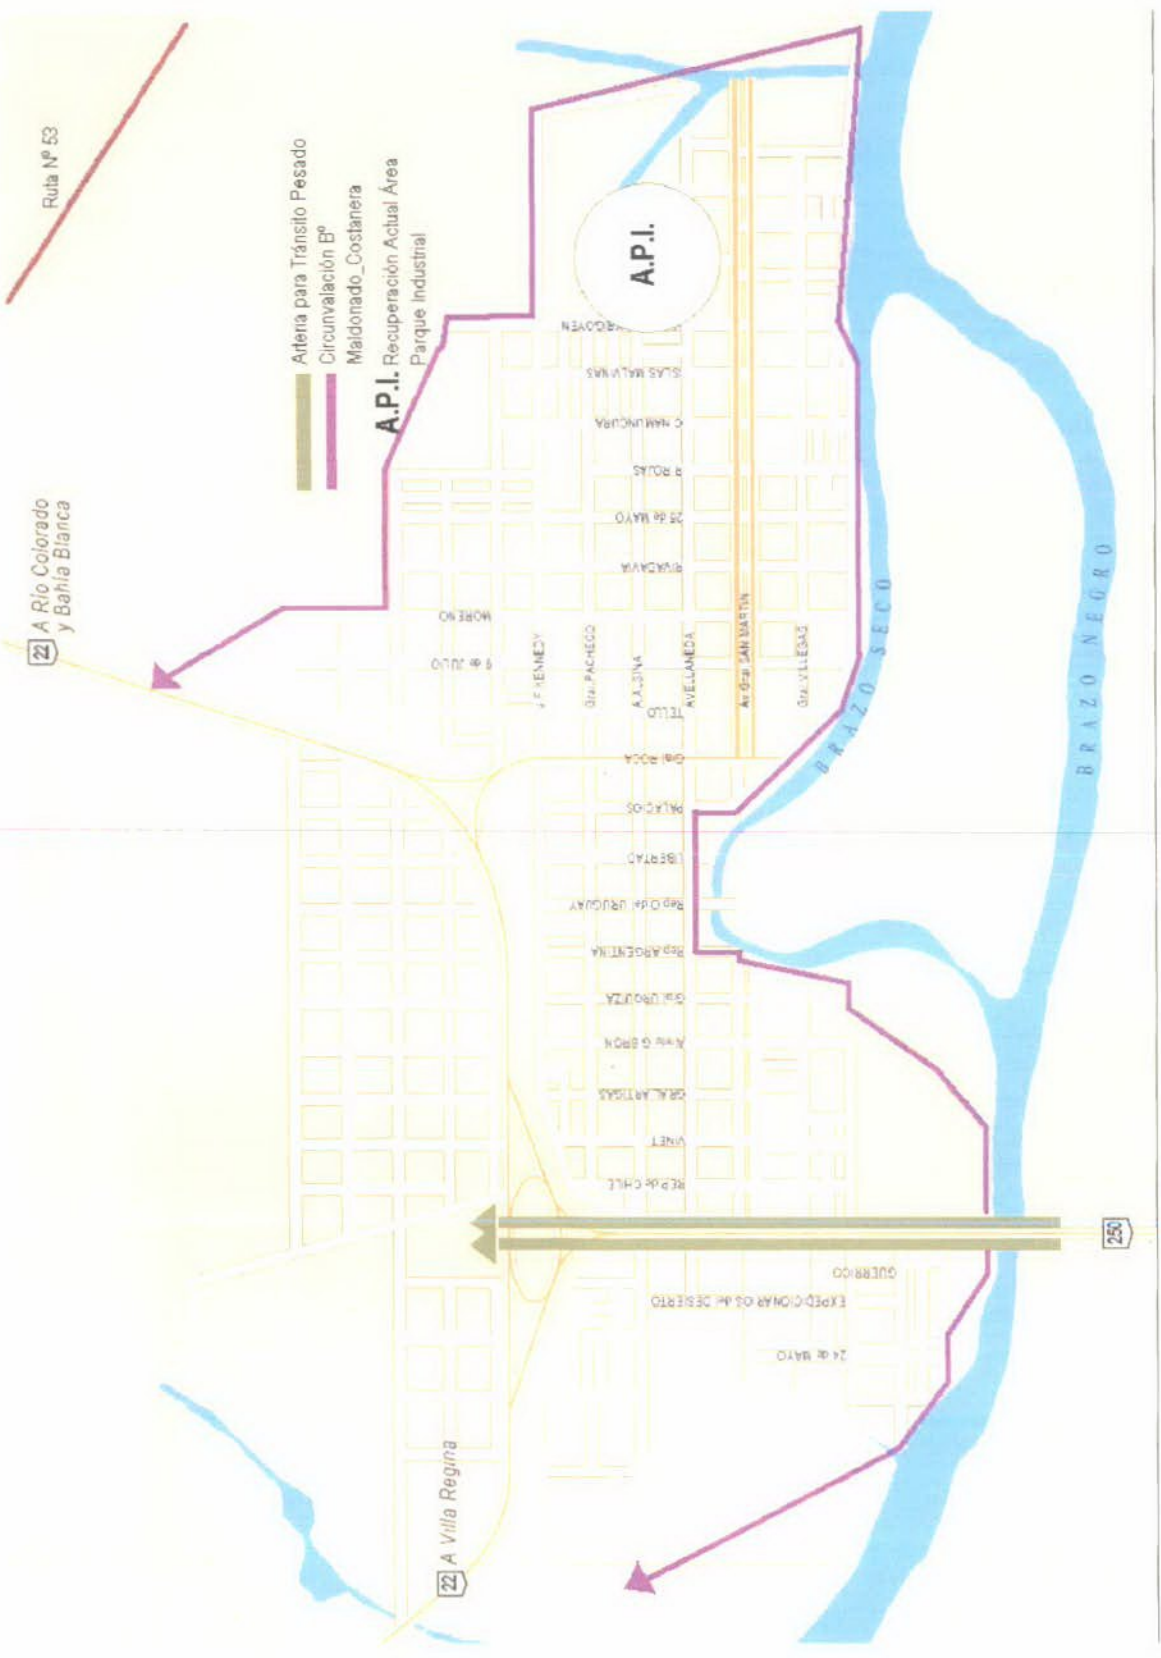 Ruta Nº 53
22 A Río Colorado
y Bahía Blanca
Arteria para Tránsito Pesado
Circunvalación Bº
Maldonado_Costanera
A.P.I. Recuperación Actual Área
Parque Industrial
A.P.I.
ISLAS MALVINAS
C NAMUNCURA
R ROJAS
25 de MAYO
RIVADAVIA
MORENO
9 de JULIO
TELLO
Gral ROCA
PALACIOS
LIBERTAD
Rep O del URUGUAY
Rep ARGENTINA
Gral URQUIZA
Almte G BRON
GRAL ARTIGAS
VINET
REP de CHILE
GUERRICO
EXPEDICIONARIOS del DESIERTO
24 de MAYO
J F KENNEDY
Gral PACHECO
A ALSINA
AVELLANEDA
Av Gral SAN MARTIN
Gral VILLEGAS
BRAZO SECO
BRAZO NEGRO
22 A Villa Regina
250